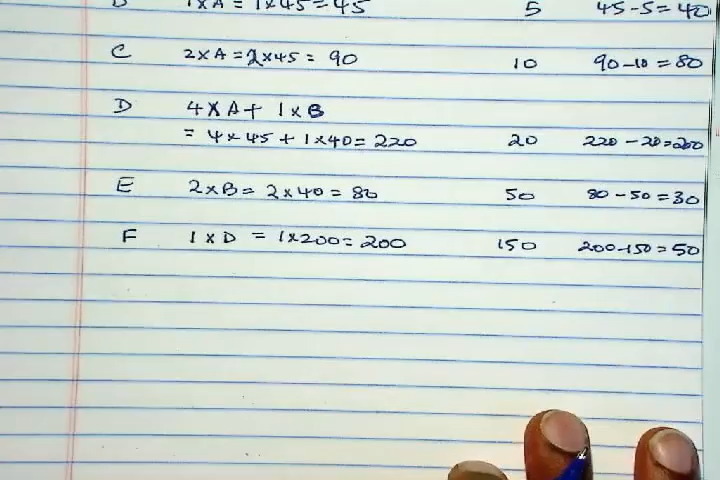 B 1xA = 1x45 = 45 5 45-5 = 40
C 2xA = 2x45 = 90 10 90-10 = 80
D 4xA + 1xB
= 4x45 + 1x40 = 220 20 220-20=200
E 2xB = 2x40 = 80 50 80-50 = 30
F 1xD = 1x200 = 200 150 200-150 = 50